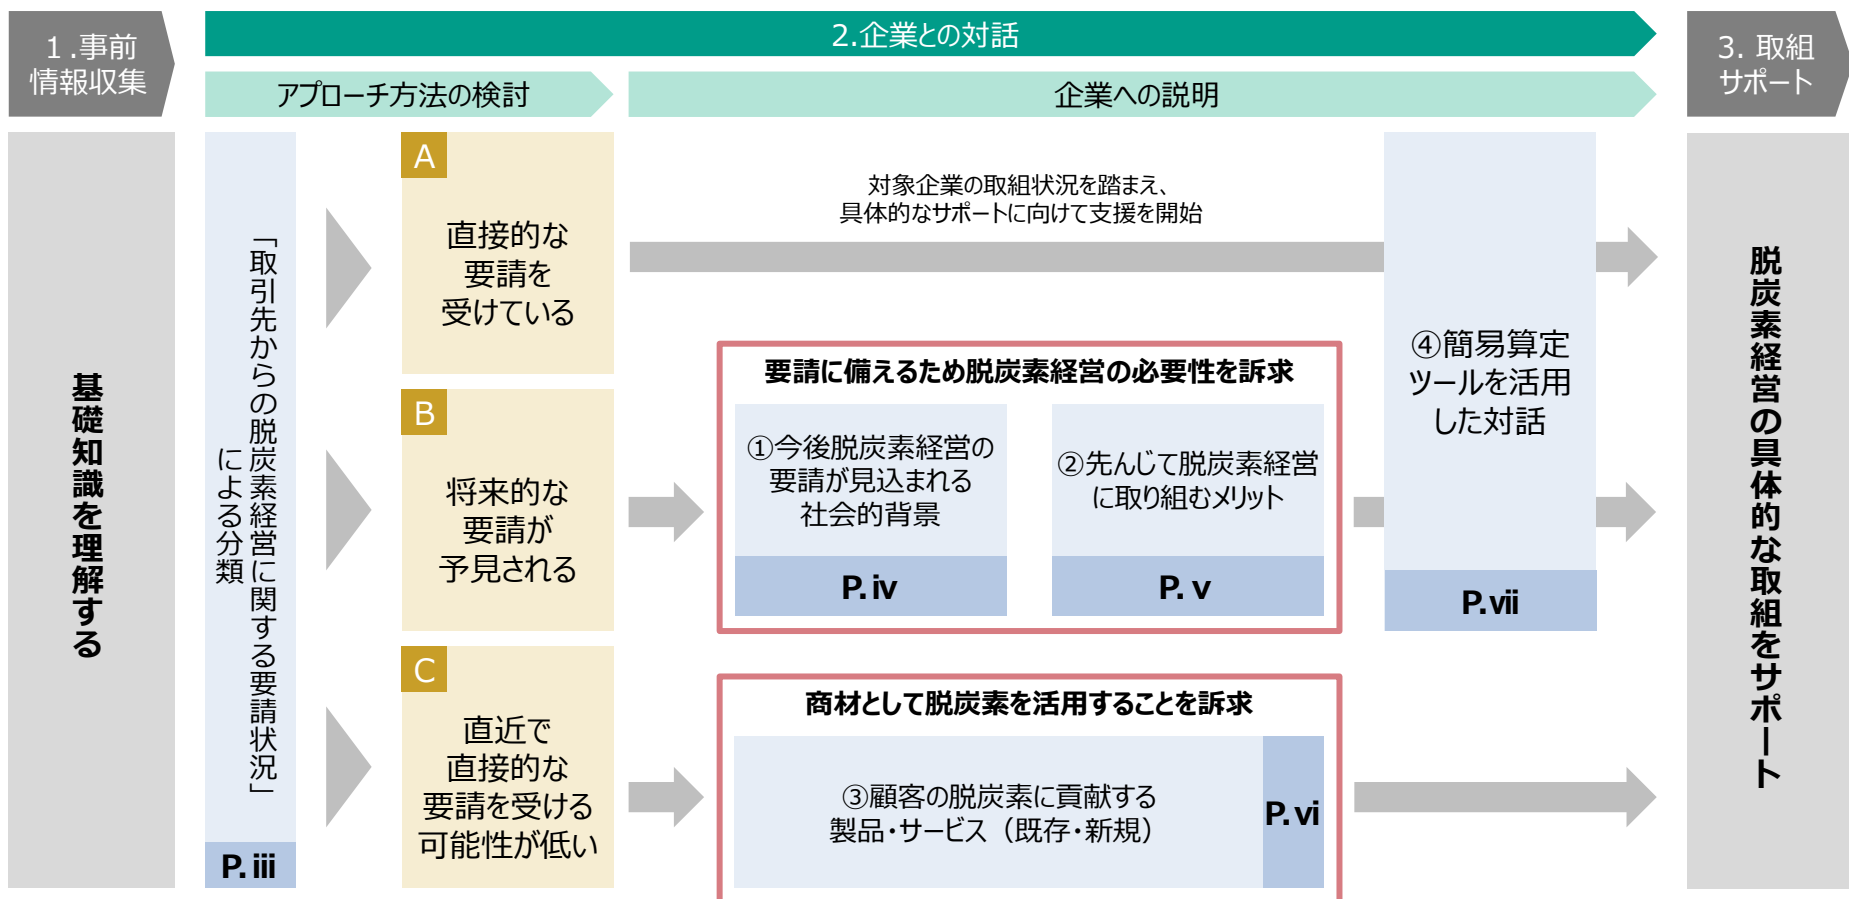 １.事前
情報収集
2.企業との対話
3. 取組
サポート
アプローチ方法の検討
企業への説明
基礎知識を理解する
「取引先からの脱炭素経営に関する要請状況」
による分類
P. iii
A
直接的な
要請を
受けている
対象企業の取組状況を踏まえ、
具体的なサポートに向けて支援を開始
B
将来的な
要請が
予見される
要請に備えるため脱炭素経営の必要性を訴求
①今後脱炭素経営の
要請が見込まれる
社会的背景
P. iv
②先んじて脱炭素経営
に取り組むメリット
P. v
④簡易算定
ツールを活用
した対話
P.vii
C
直近で
直接的な
要請を受ける
可能性が低い
商材として脱炭素を活用することを訴求
③顧客の脱炭素に貢献する
製品・サービス（既存・新規）
P. vi
脱炭素経営の具体的な取組をサポート